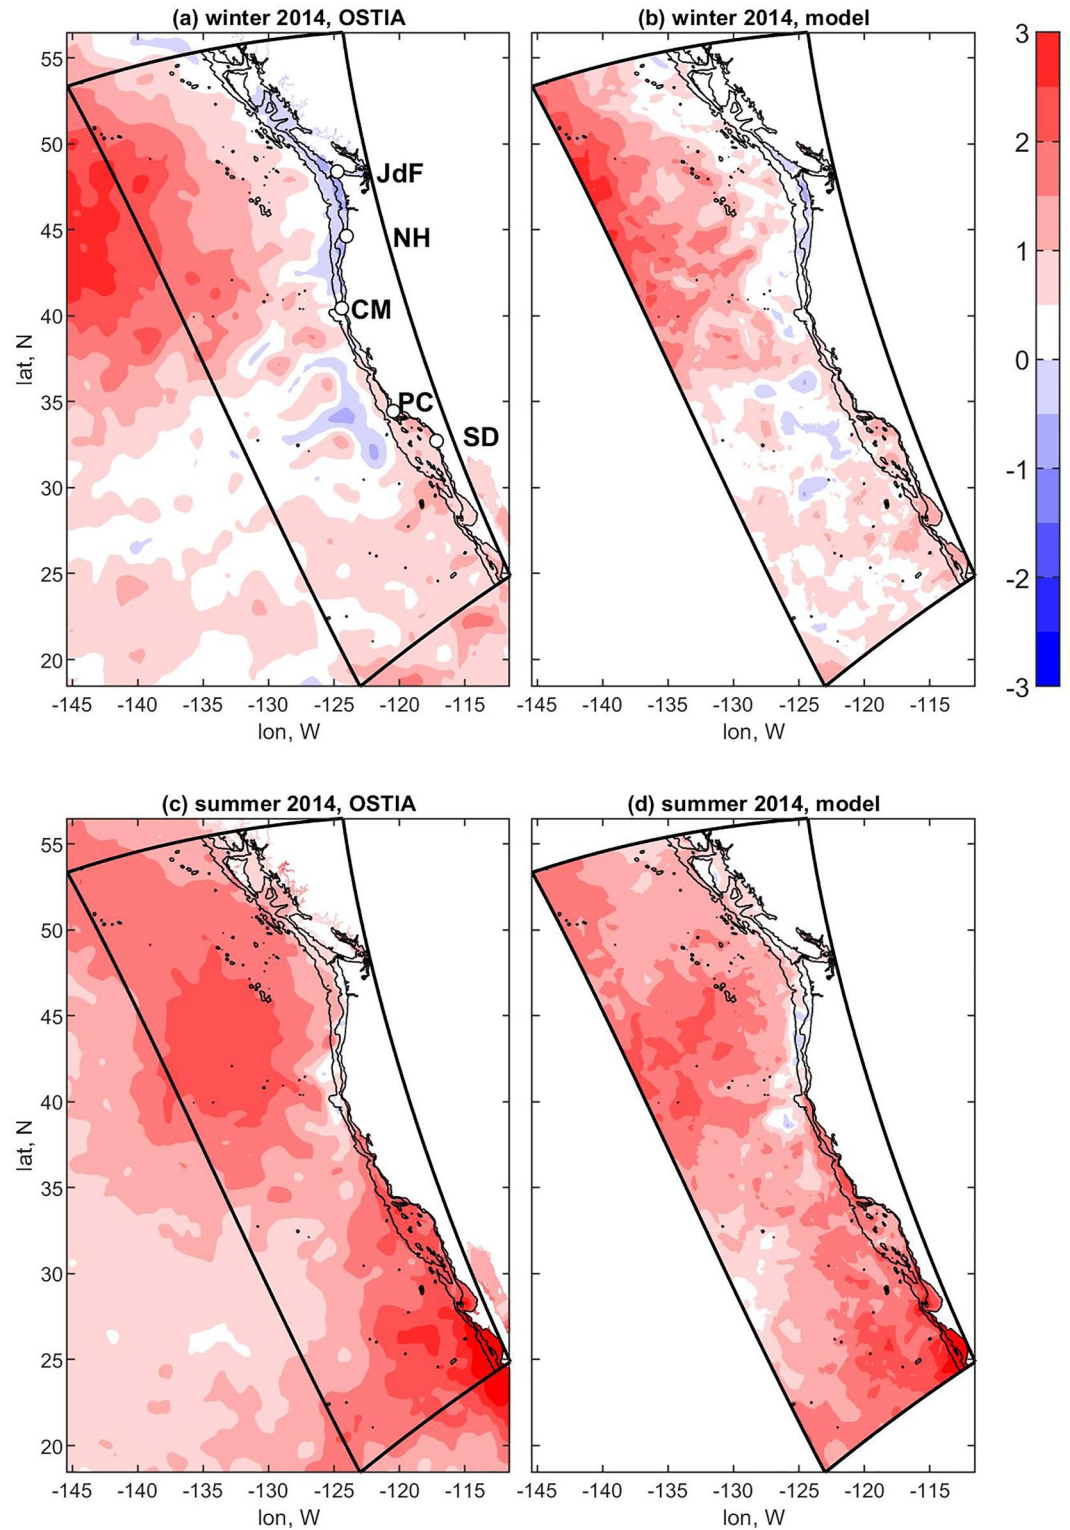 (a) winter 2014, OSTIA
(b) winter 2014, model
55
50
45
40
35
30
25
20
lat, N
JdF
NH
CM
PC
SD
-145 -140 -135 -130 -125 -120 -115
lon, W
-145 -140 -135 -130 -125 -120 -115
lon, W
3
2
1
0
-1
-2
-3
(c) summer 2014, OSTIA
(d) summer 2014, model
55
50
45
40
35
30
25
20
lat, N
-145 -140 -135 -130 -125 -120 -115
lon, W
-145 -140 -135 -130 -125 -120 -115
lon, W